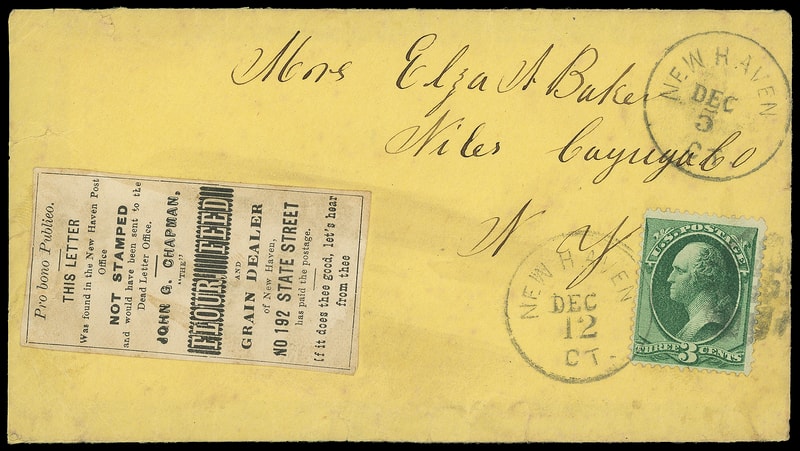 Mrs Elza A Baker
Niles Cayuga Co
N Y
NEW HAVEN
DEC
5
CT.
NEW HAVEN
DEC
12
CT.
U.S. POSTAGE
THREE 3 CENTS
Pro bono Publico.
THIS LETTER
Was found in the New Haven Post
Office
NOT STAMPED
and would have been sent to the
Dead Letter Office.
JOHN G. CHAPMAN,
"THE"
FLOUR, FEED
AND
GRAIN DEALER
of New Haven,
NO 192 STATE STREET
has paid the postage.
If it does thee good, let's hear
from thee